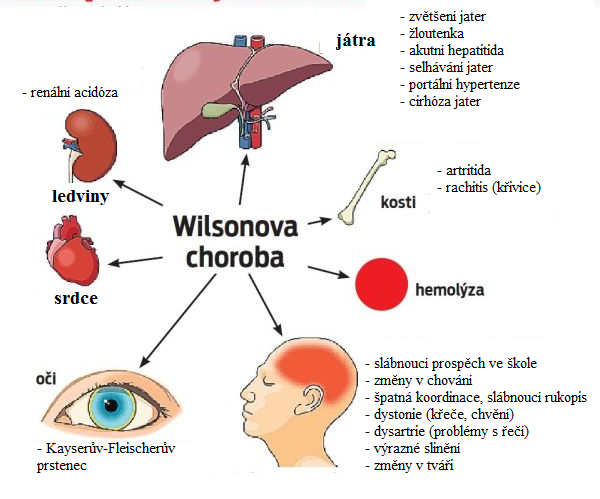 játra
- zvětšení jater
- žloutenka
- akutní hepatitida
- selhávání jater
- portální hypertenze
- cirhóza jater
- renální acidóza
ledviny
- artritida
- rachitis (křivice)
kosti
Wilsonova
choroba
srdce
hemolýza
oči
- Kayserův-Fleischerův
prstenec
- slábnoucí prospěch ve škole
- změny v chování
- špatná koordinace, slábnoucí rukopis
- dystonie (křeče, chvění)
- dysartrie (problémy s řečí)
- výrazné slinění
- změny v tváři